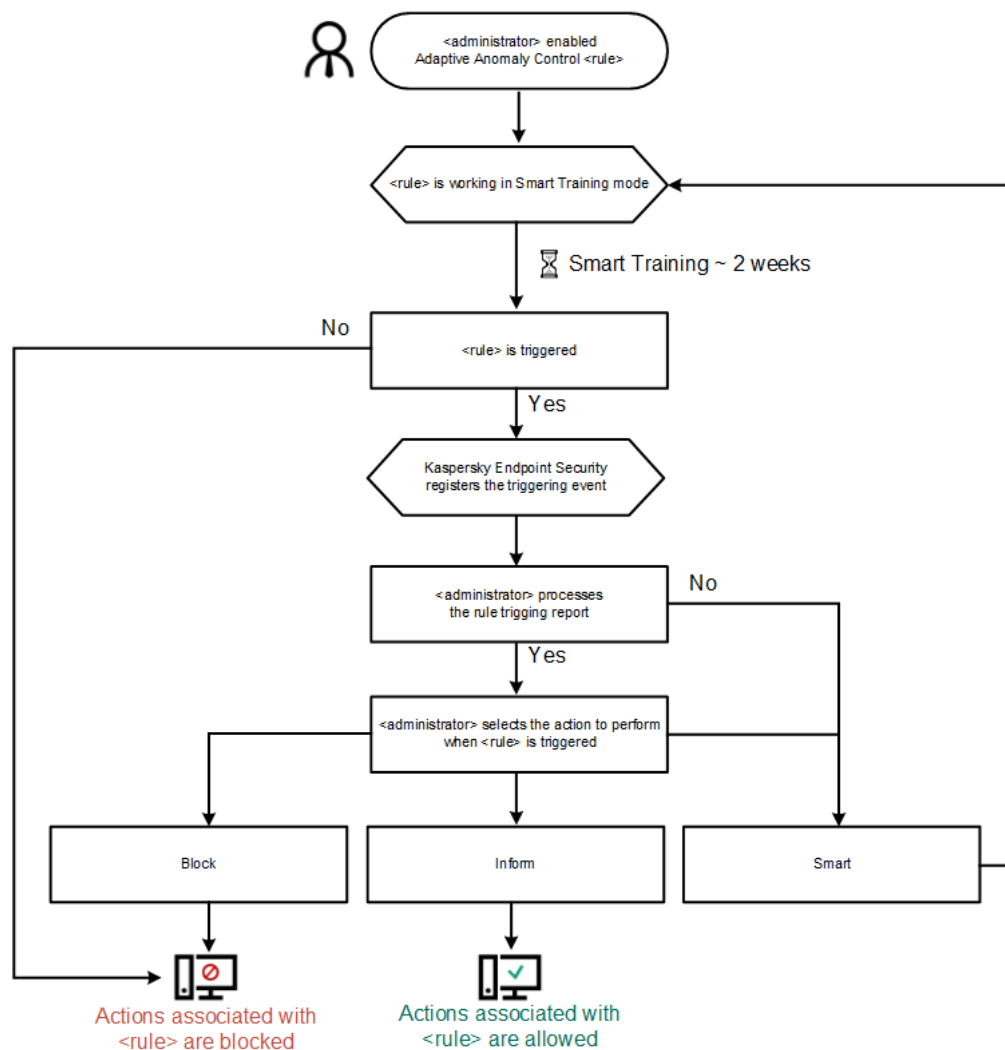 <administrator> enabled
Adaptive Anomaly Control <rule>
<rule> is working in Smart Training mode
Smart Training ~ 2 weeks
No
<rule> is triggered
Yes
Kaspersky Endpoint Security
registers the triggering event
<administrator> processes
the rule trigging report
No
Yes
<administrator> selects the action to perform
when <rule> is triggered
Block
Inform
Smart
Actions associated with
<rule> are blocked
Actions associated with
<rule> are allowed